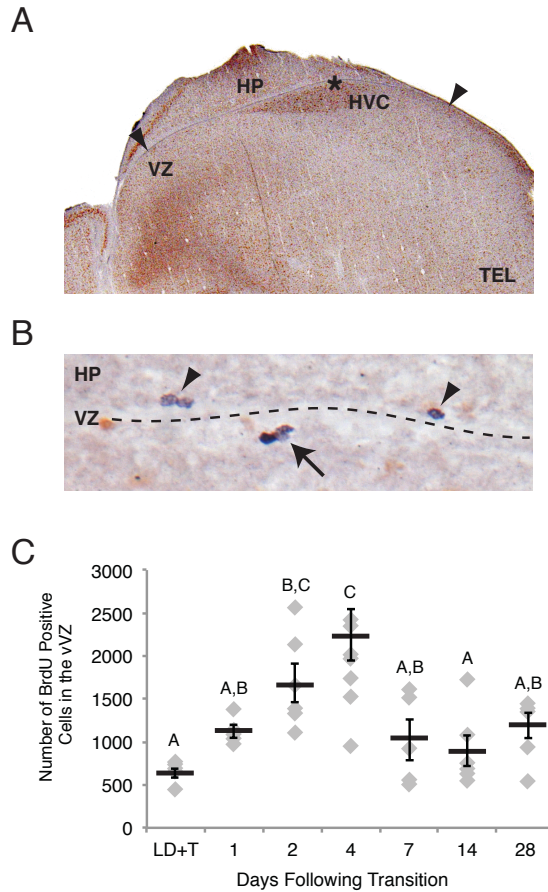 A
HP
*
HVC
VZ
TEL
B
HP
VZ
C
Number of BrdU Positive
Cells in the vVZ
3000
2500
2000
1500
1000
500
0
A
A,B
B,C
C
A,B
A
A,B
LD+T 1 2 4 7 14 28
Days Following Transition